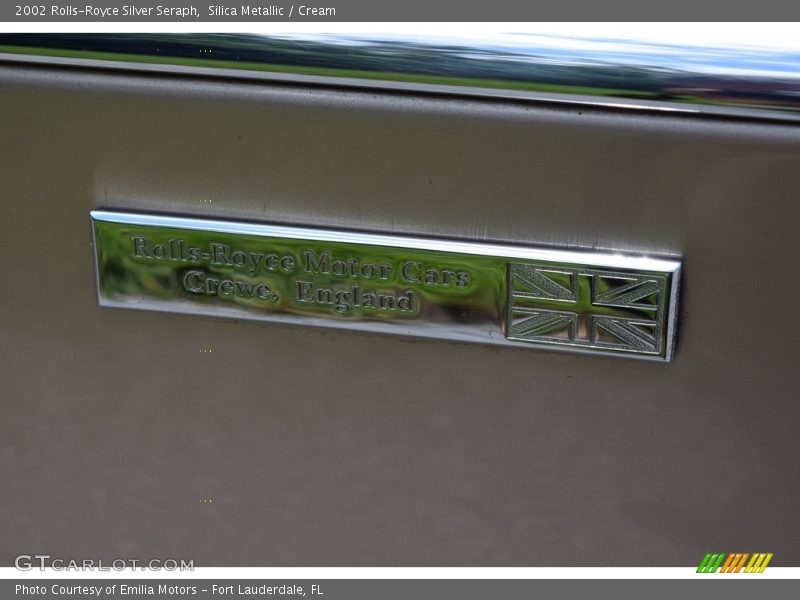 2002 Rolls-Royce Silver Seraph,  Silica Metallic / Cream
Rolls-Royce Motor Cars
Crewe, England
GTCARLOT.COM
Photo Courtesy of Emilia Motors - Fort Lauderdale, FL